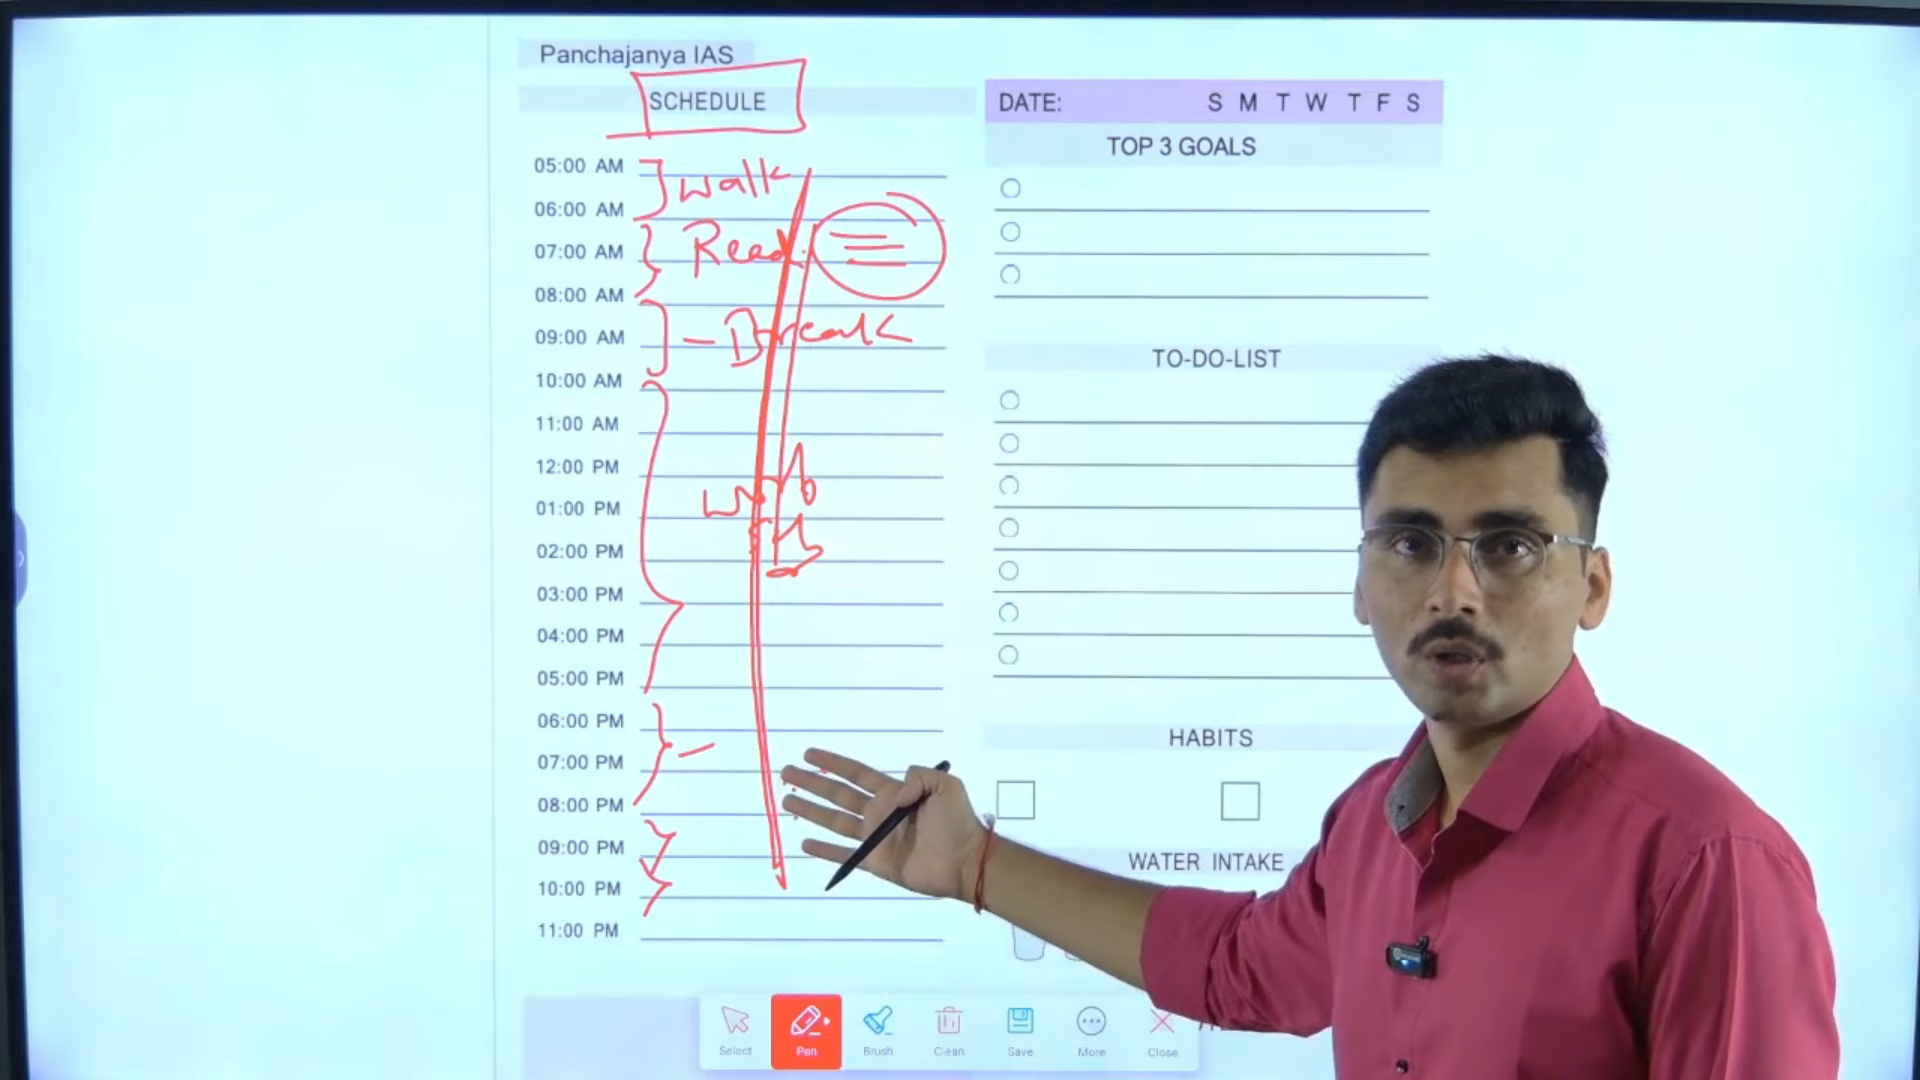 Panchajanya IAS
SCHEDULE
DATE: S M T W T F S
TOP 3 GOALS
05:00 AM walk
06:00 AM
07:00 AM Read
08:00 AM
09:00 AM - Break
10:00 AM
11:00 AM
12:00 PM
01:00 PM
02:00 PM
03:00 PM
04:00 PM
05:00 PM
06:00 PM
07:00 PM
08:00 PM
09:00 PM
10:00 PM
11:00 PM
TO-DO-LIST
HABITS
WATER INTAKE
Select Pen Brush Clean Save More Close